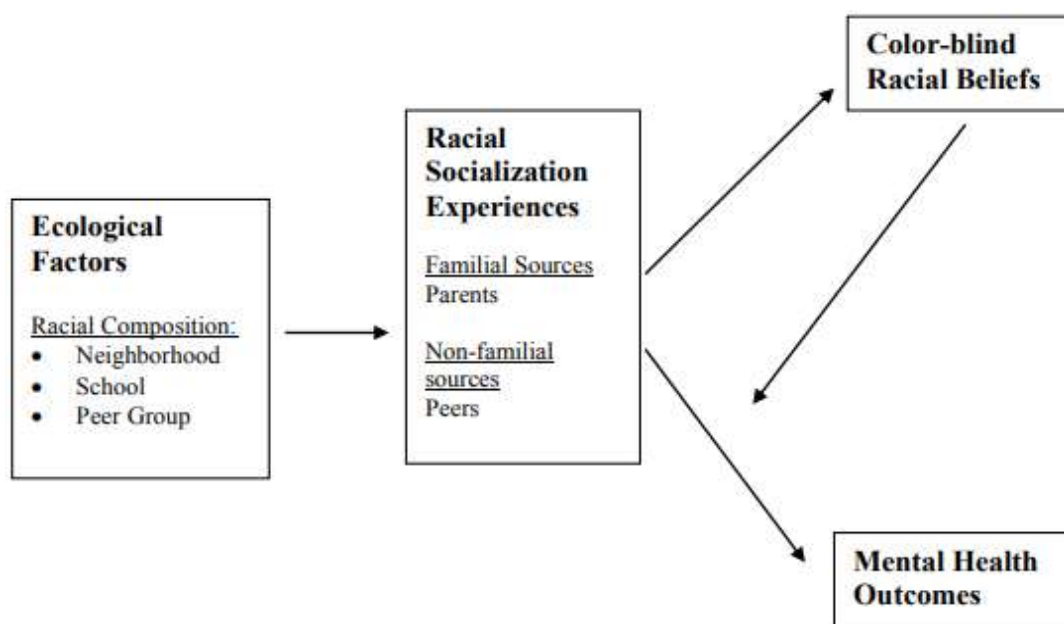 Ecological
Factors
Racial Composition:
• Neighborhood
• School
• Peer Group
Racial
Socialization
Experiences
Familial Sources
Parents
Non-familial
sources
Peers
Color-blind
Racial Beliefs
Mental Health
Outcomes